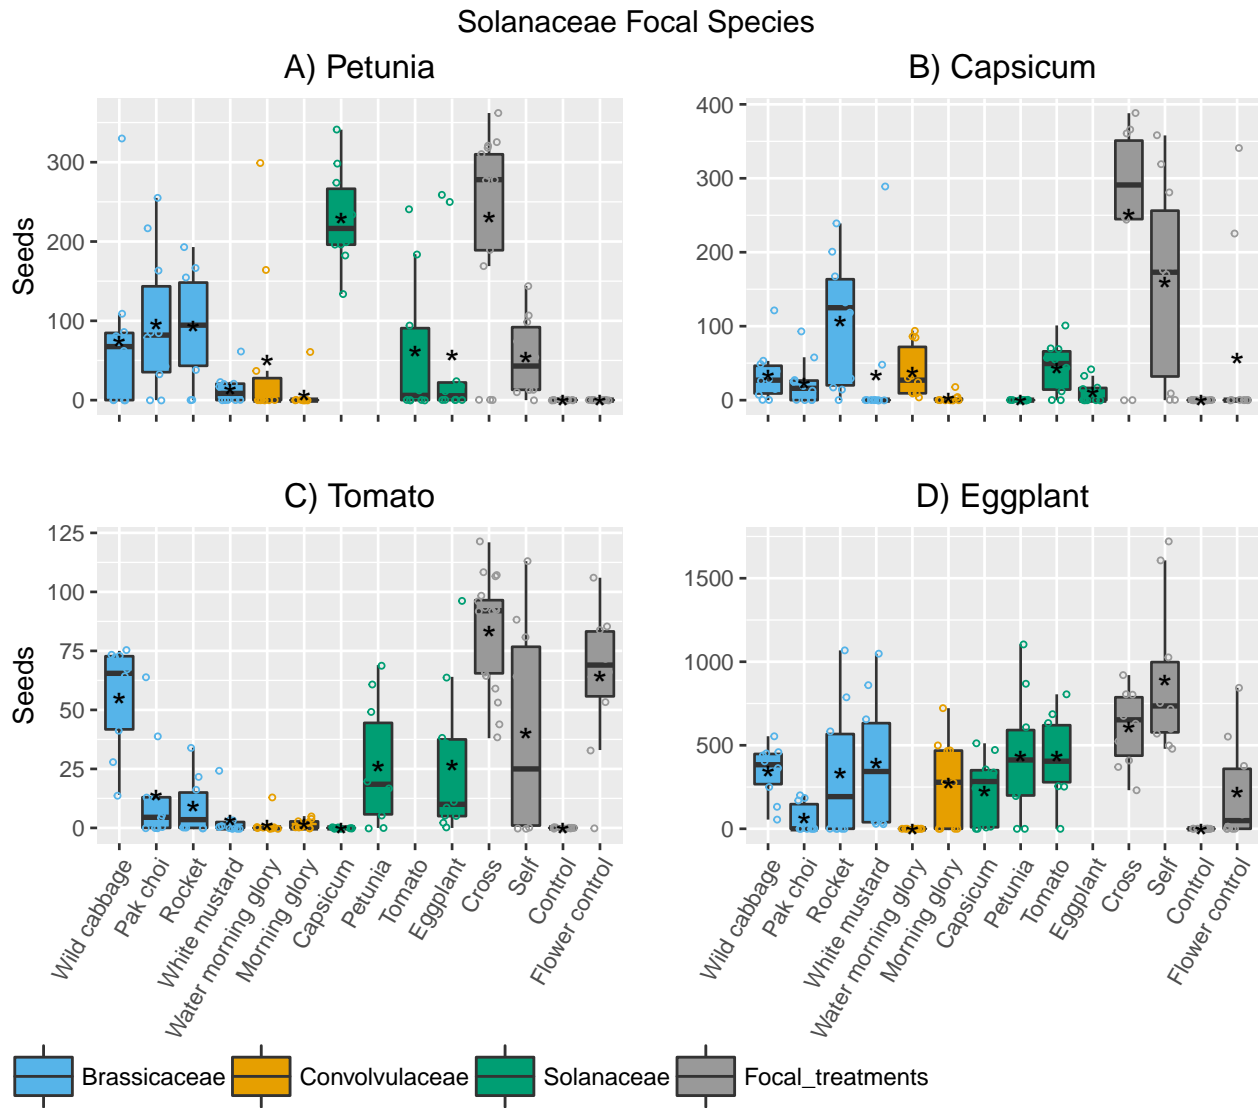 Solanaceae Focal Species
A) Petunia
B) Capsicum
Seeds
300
200
100
0
400
300
200
100
0
C) Tomato
D) Eggplant
Seeds
125
100
75
50
25
0
1500
1000
500
0
Wild cabbage
Pak choi
Rocket
White mustard
Water morning glory
Morning glory
Capsicum
Petunia
Tomato
Eggplant
Cross
Self
Control
Flower control
Wild cabbage
Pak choi
Rocket
White mustard
Water morning glory
Morning glory
Capsicum
Petunia
Tomato
Eggplant
Cross
Self
Control
Flower control
Brassicaceae Convolvulaceae Solanaceae Focal_treatments